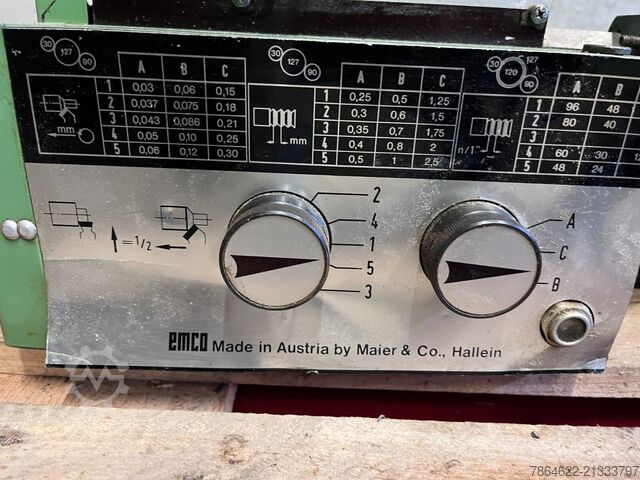 30 127 90
A B C
1 0,03 0,06 0,15
2 0,037 0,075 0,18
3 0,043 0,086 0,21
4 0,05 0,10 0,25
5 0,06 0,12 0,30
mm
30 127 90
A B C
1 0,25 0,5 1,25
2 0,3 0,6 1,5
3 0,35 0,7 1,75
4 0,4 0,8 2
5 0,5 1 2,5
mm
30 120 127 90
A B
1 96 48
2 80 40
3
4 60 30
5 48 24
n/1"
=1/2
2
4
1
5
3
A
C
B
emco Made in Austria by Maier & Co., Hallein
7864622-21333797